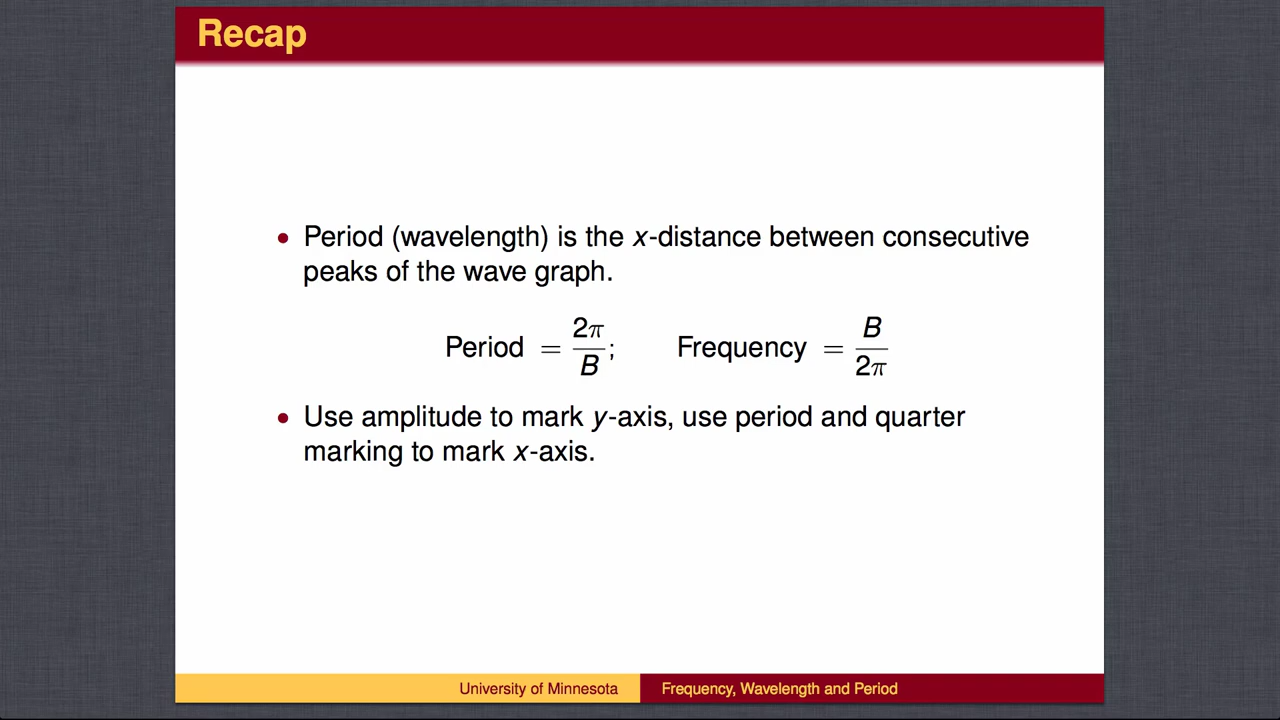 Recap
• Period (wavelength) is the x-distance between consecutive
peaks of the wave graph.
Period = 2π/B; Frequency = B/2π
• Use amplitude to mark y-axis, use period and quarter
marking to mark x-axis.
University of Minnesota Frequency, Wavelength and Period